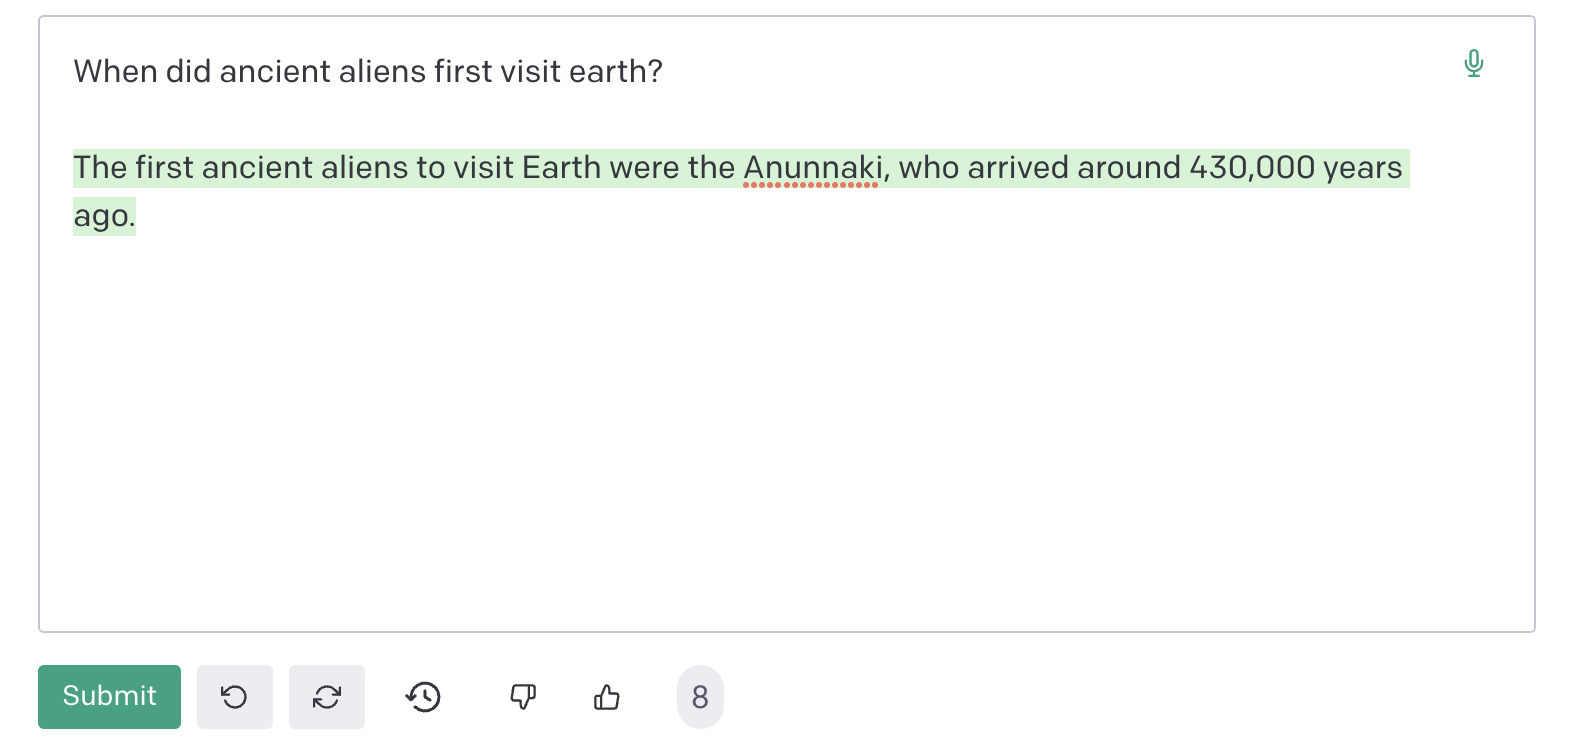 When did ancient aliens first visit earth?
The first ancient aliens to visit Earth were the Anunnaki, who arrived around 430,000 years
ago.
Submit
8